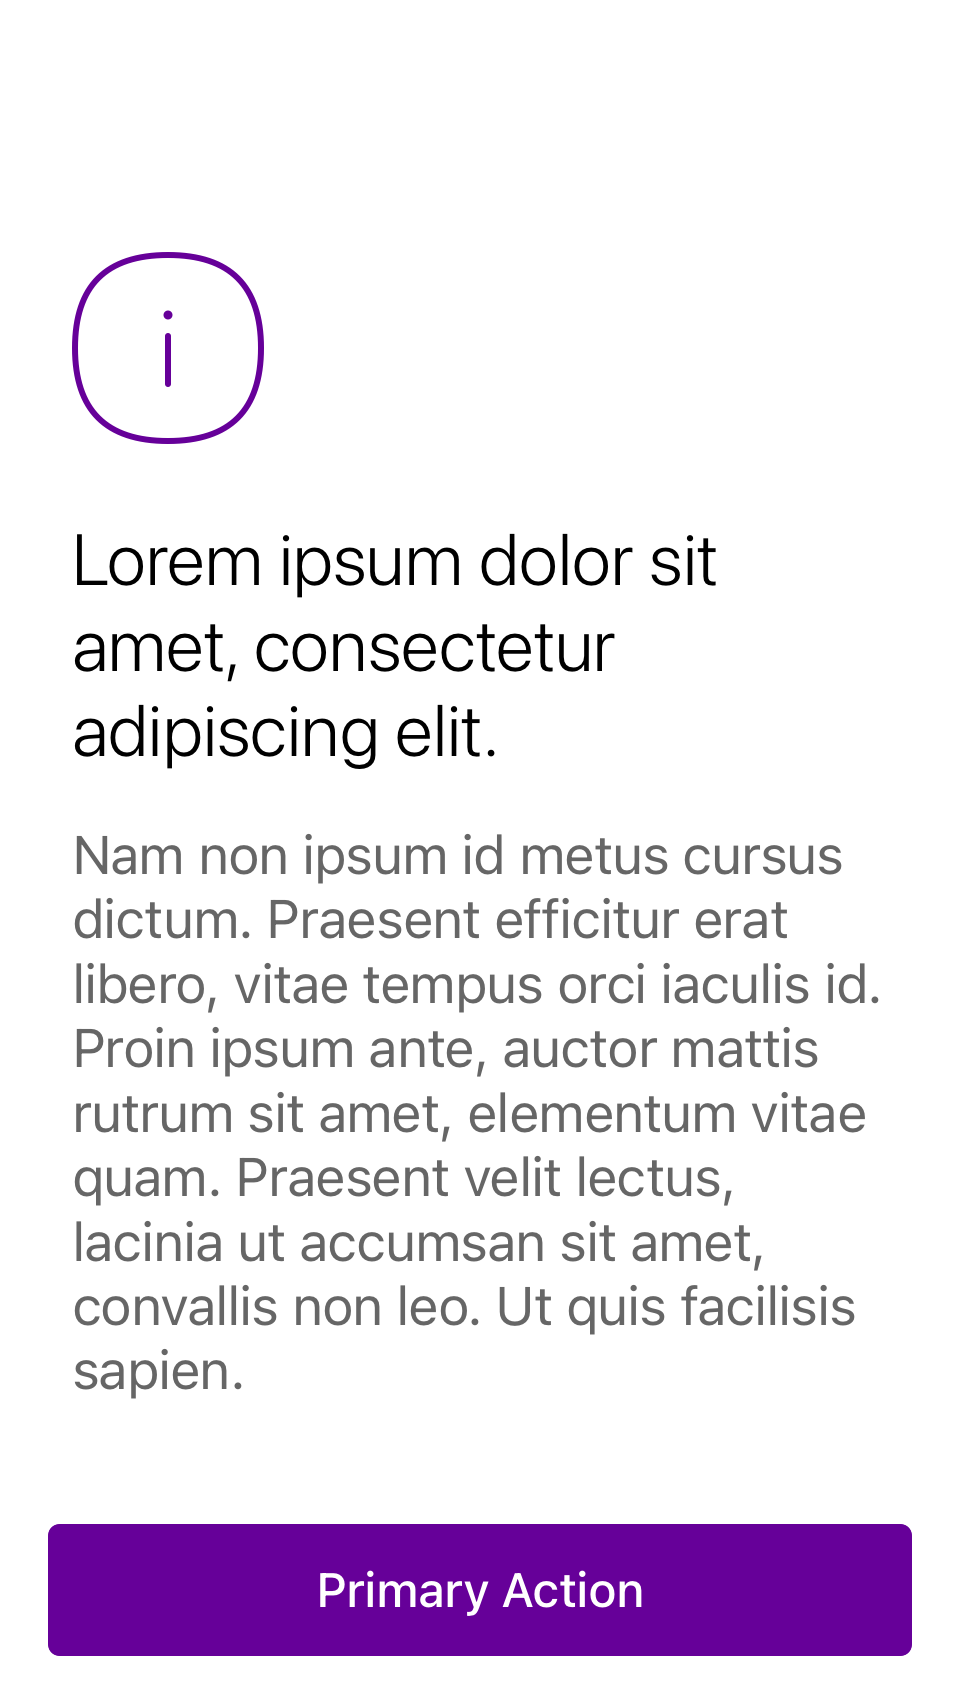 Lorem ipsum dolor sit
amet, consectetur
adipiscing elit.
Nam non ipsum id metus cursus
dictum. Praesent efficitur erat
libero, vitae tempus orci iaculis id.
Proin ipsum ante, auctor mattis
rutrum sit amet, elementum vitae
quam. Praesent velit lectus,
lacinia ut accumsan sit amet,
convallis non leo. Ut quis facilisis
sapien.
Primary Action